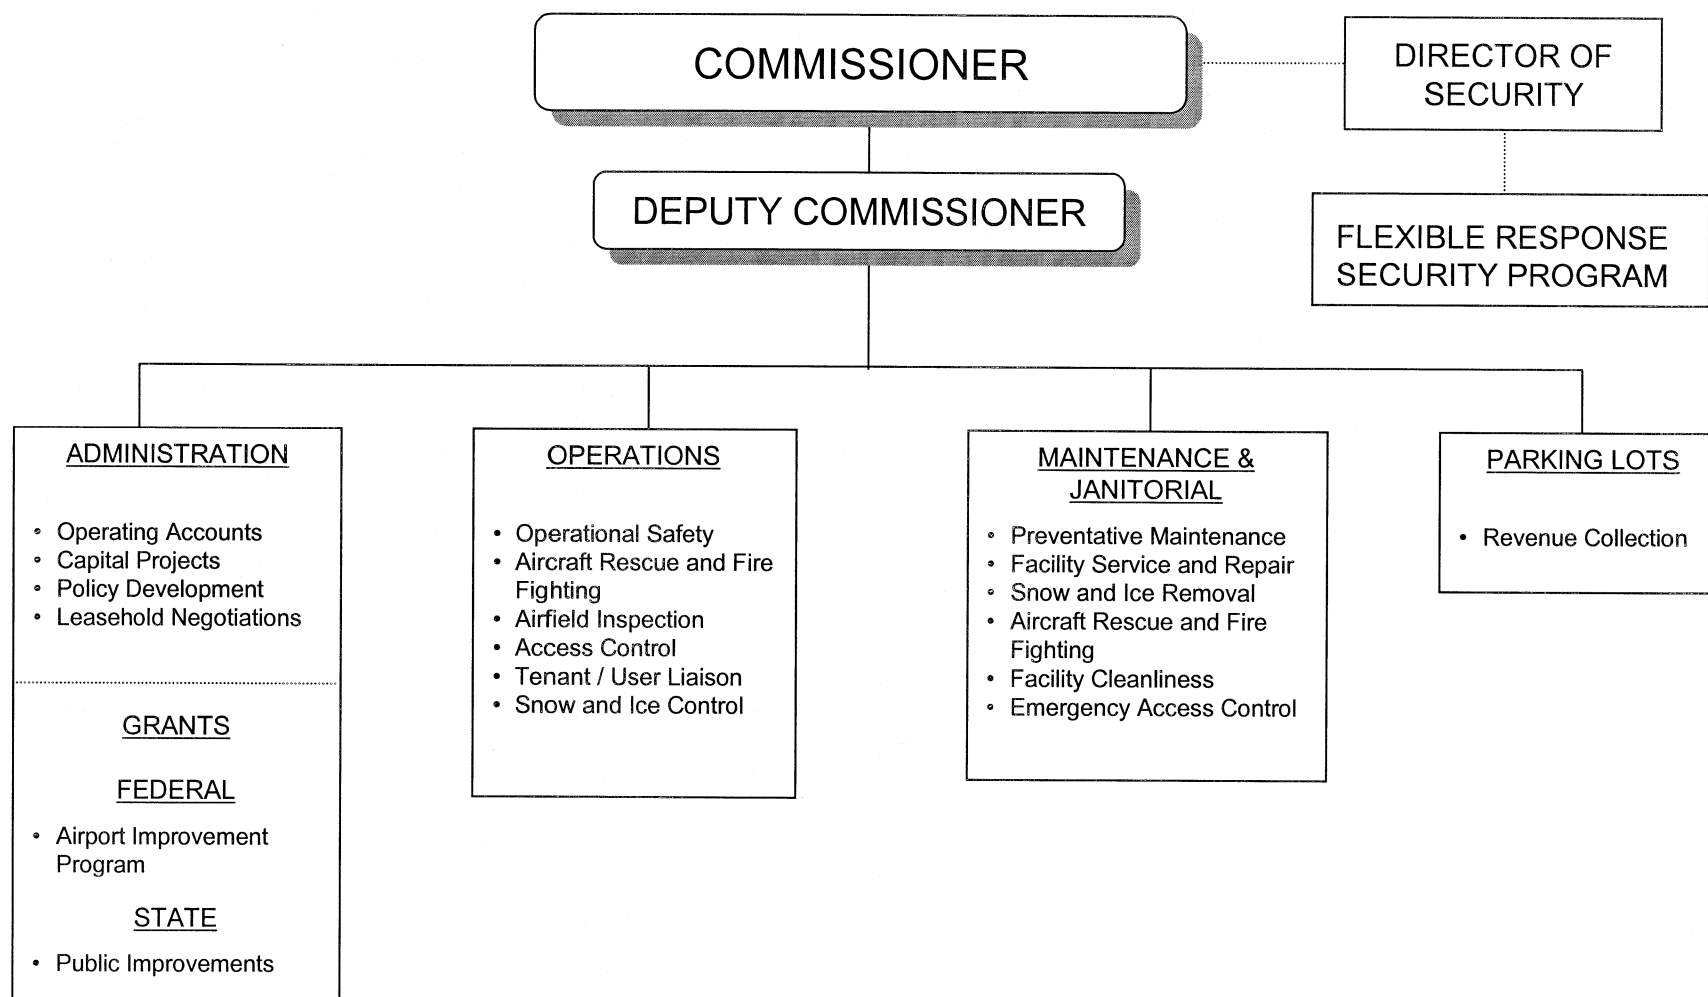 COMMISSIONER
DIRECTOR OF
SECURITY
DEPUTY COMMISSIONER
FLEXIBLE RESPONSE
SECURITY PROGRAM
ADMINISTRATION
• Operating Accounts
• Capital Projects
• Policy Development
• Leasehold Negotiations
GRANTS
FEDERAL
• Airport Improvement
Program
STATE
• Public Improvements
OPERATIONS
• Operational Safety
• Aircraft Rescue and Fire
Fighting
• Airfield Inspection
• Access Control
• Tenant / User Liaison
• Snow and Ice Control
MAINTENANCE &
JANITORIAL
• Preventative Maintenance
• Facility Service and Repair
• Snow and Ice Removal
• Aircraft Rescue and Fire
Fighting
• Facility Cleanliness
• Emergency Access Control
PARKING LOTS
• Revenue Collection